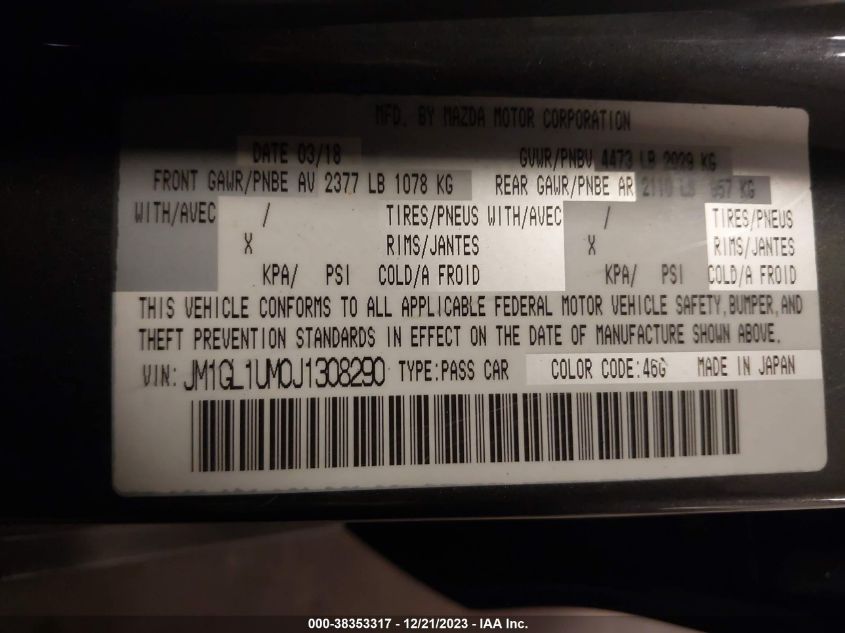 MFD. BY MAZDA MOTOR CORPORATION
DATE 03/18 GVWR/PNBV 4473 LB 2029 KG
FRONT GAWR/PNBE AV 2377 LB 1078 KG REAR GAWR/PNBE AR 2110 LB 957 KG
WITH/AVEC / TIRES/PNEUS WITH/AVEC / TIRES/PNEUS
X RIMS/JANTES X RIMS/JANTES
KPA/ PSI COLD/A FROID KPA/ PSI COLD/A FROID
THIS VEHICLE CONFORMS TO ALL APPLICABLE FEDERAL MOTOR VEHICLE SAFETY,BUMPER,AND
THEFT PREVENTION STANDARDS IN EFFECT ON THE DATE OF MANUFACTURE SHOWN ABOVE.
VIN: JM1GL1UM0J1308290 TYPE:PASS CAR COLOR CODE:46G MADE IN JAPAN
000-38353317 - 12/21/2023 - IAA Inc.